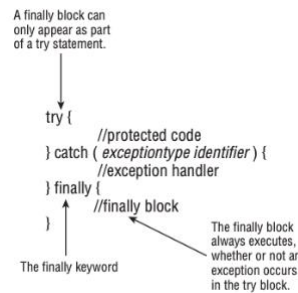 A finally block can
only appear as part
of a try statement.
try {
//protected code
} catch ( exceptiontype identifier ) {
//exception handler
} finally {
//finally block
}
The finally keyword
The finally block
always executes,
whether or not an
exception occurs
in the try block.